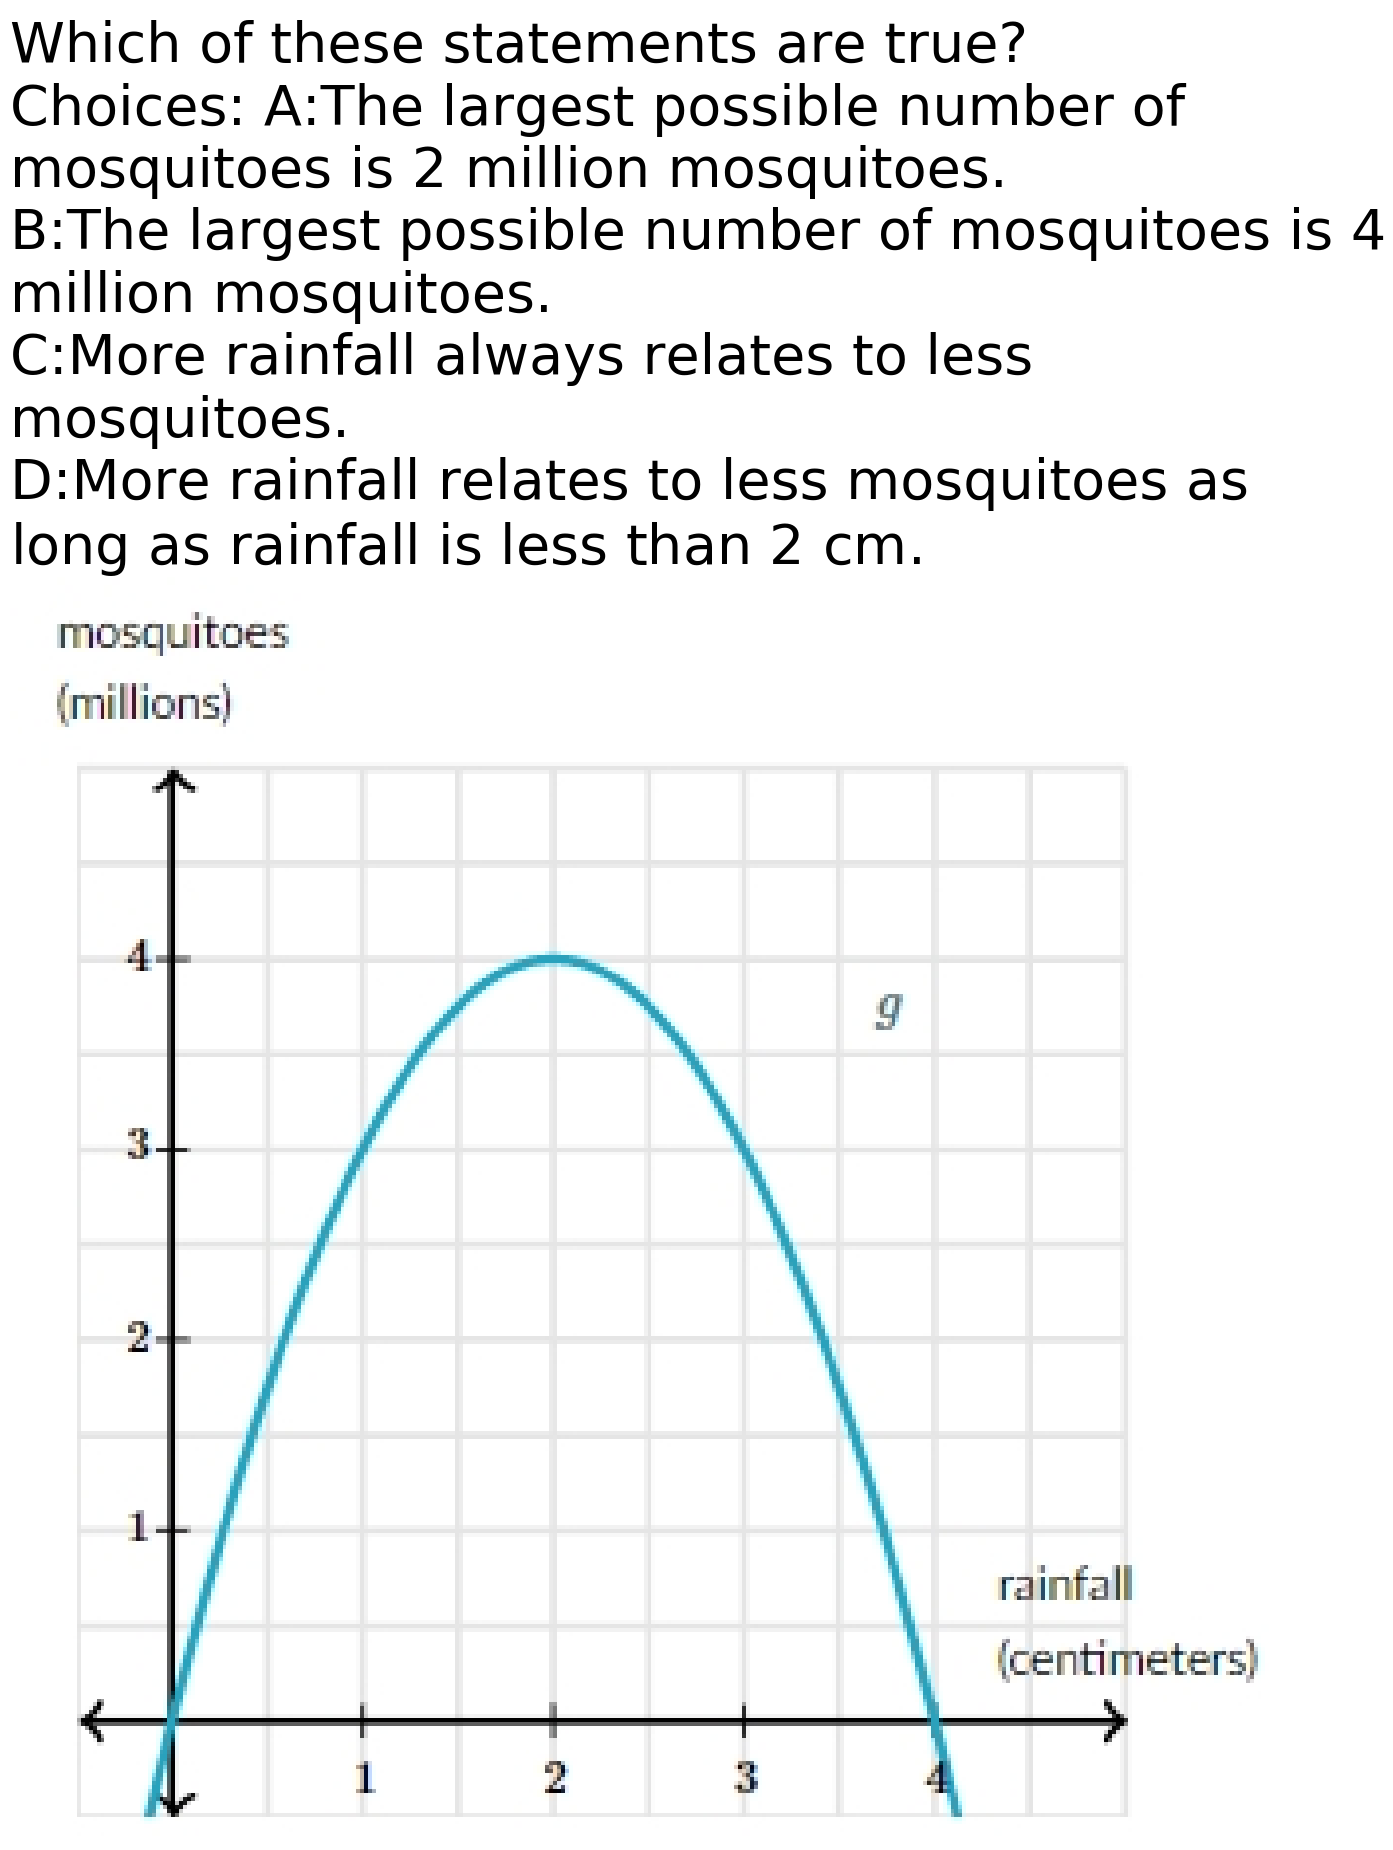 Which of these statements are true?
Choices: A:The largest possible number of
mosquitoes is 2 million mosquitoes.
B:The largest possible number of mosquitoes is 4
million mosquitoes.
C:More rainfall always relates to less
mosquitoes.
D:More rainfall relates to less mosquitoes as
long as rainfall is less than 2 cm.
mosquitoes
(millions)
4
g
3
2
1
rainfall
(centimeters)
1 2 3 4